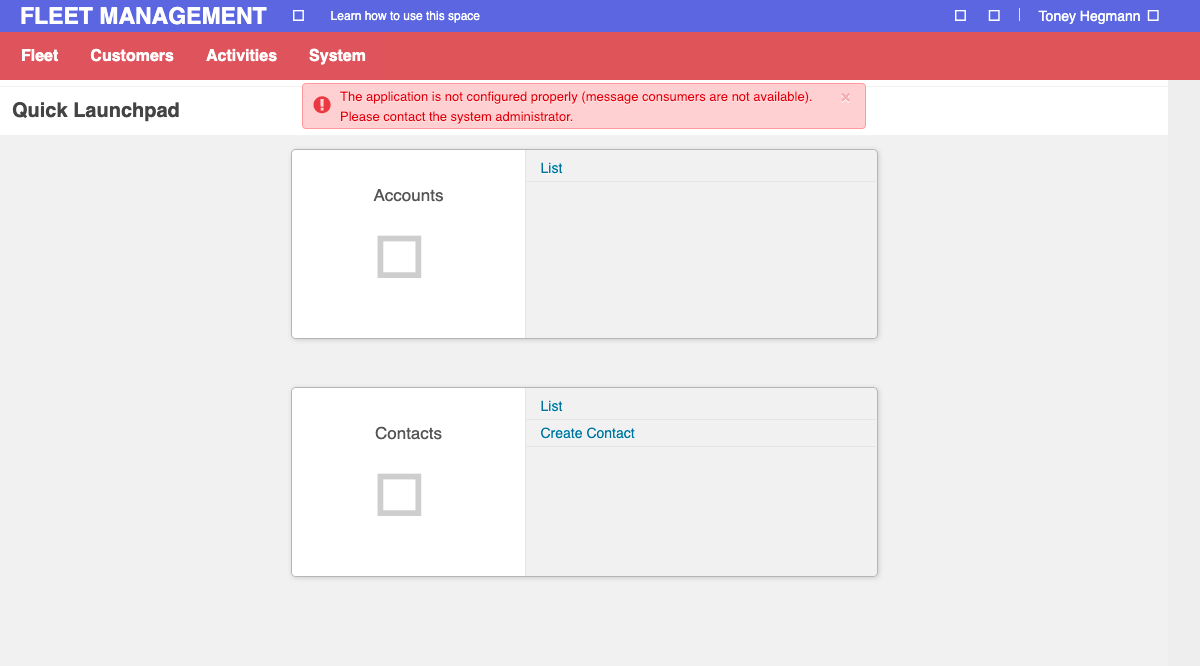 FLEET MANAGEMENT
Learn how to use this space
Toney Hegmann
Fleet
Customers
Activities
System
Quick Launchpad
The application is not configured properly (message consumers are not available).
Please contact the system administrator.
×
Accounts
List
Contacts
List
Create Contact